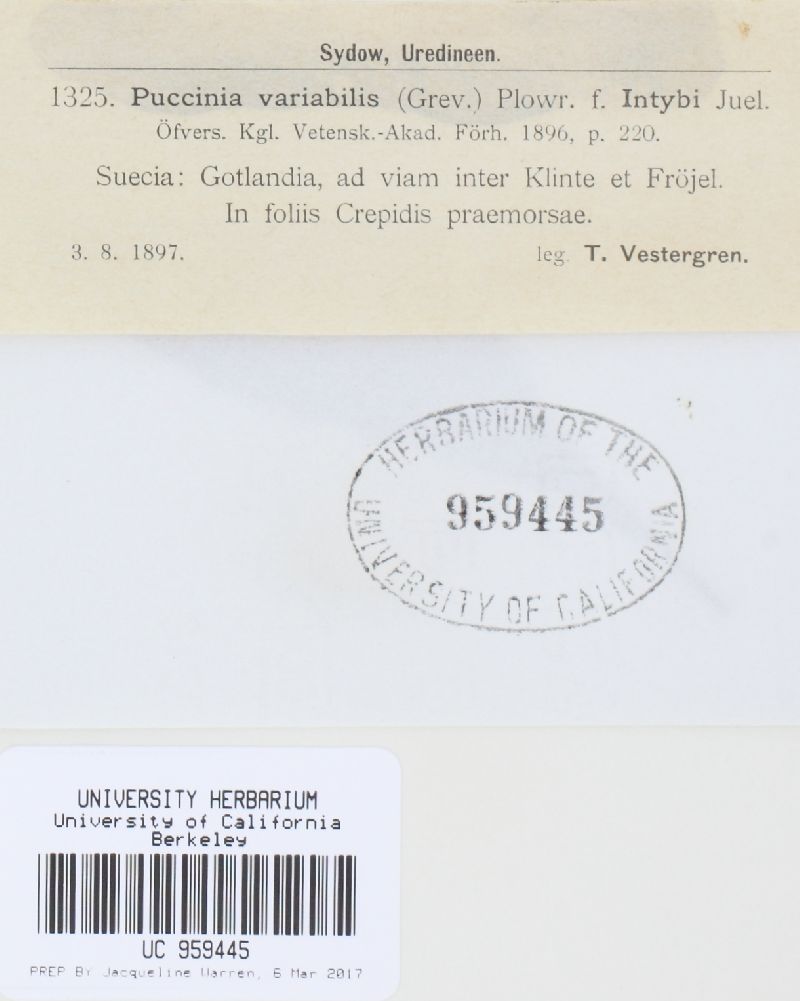 Sydow, Uredineen.
1325. Puccinia variabilis (Grev.) Plowr. f. Intybi Juel.
Öfvers. Kgl. Vetensk.-Akad. Förh. 1896, p. 220.
Suecia: Gotlandia, ad viam inter Klinte et Fröjel.
In foliis Crepidis praemorsae.
3. 8. 1897. leg. T. Vestergren.
HERBARIUM OF THE
959445
UNIVERSITY OF CALIFORNIA
UNIVERSITY HERBARIUM
University of California
Berkeley
UC 959445
PREP BY Jacqueline Warren, 6 Mar 2017